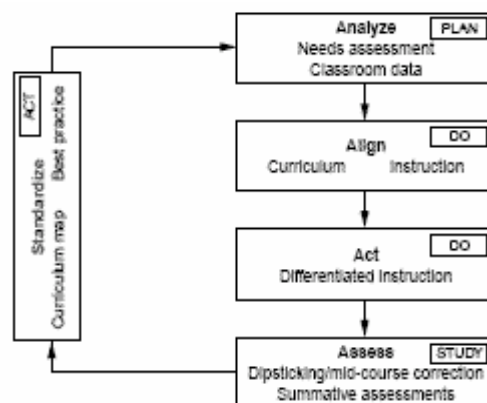 Analyze PLAN
Needs assessment
Classroom data
Align DO
Curriculum Instruction
Act DO
Differentiated Instruction
Assess STUDY
Dipsticking/mid-course correction
Summative assessments
ACT
Standardize
Curriculum map Best practice